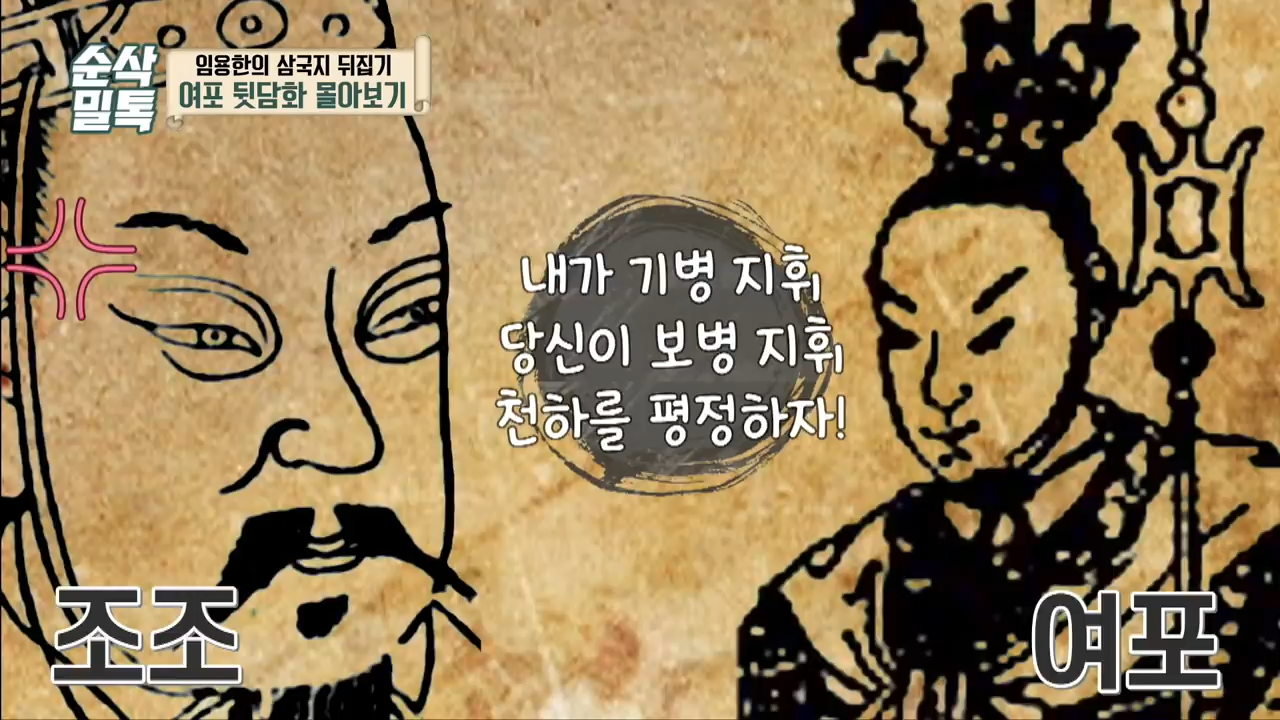 순삭
밀톡
임용한의 삼국지 뒤집기
여포 뒷담화 몰아보기
내가 기병 지휘
당신이 보병 지휘
천하를 평정하자!
조조
여포